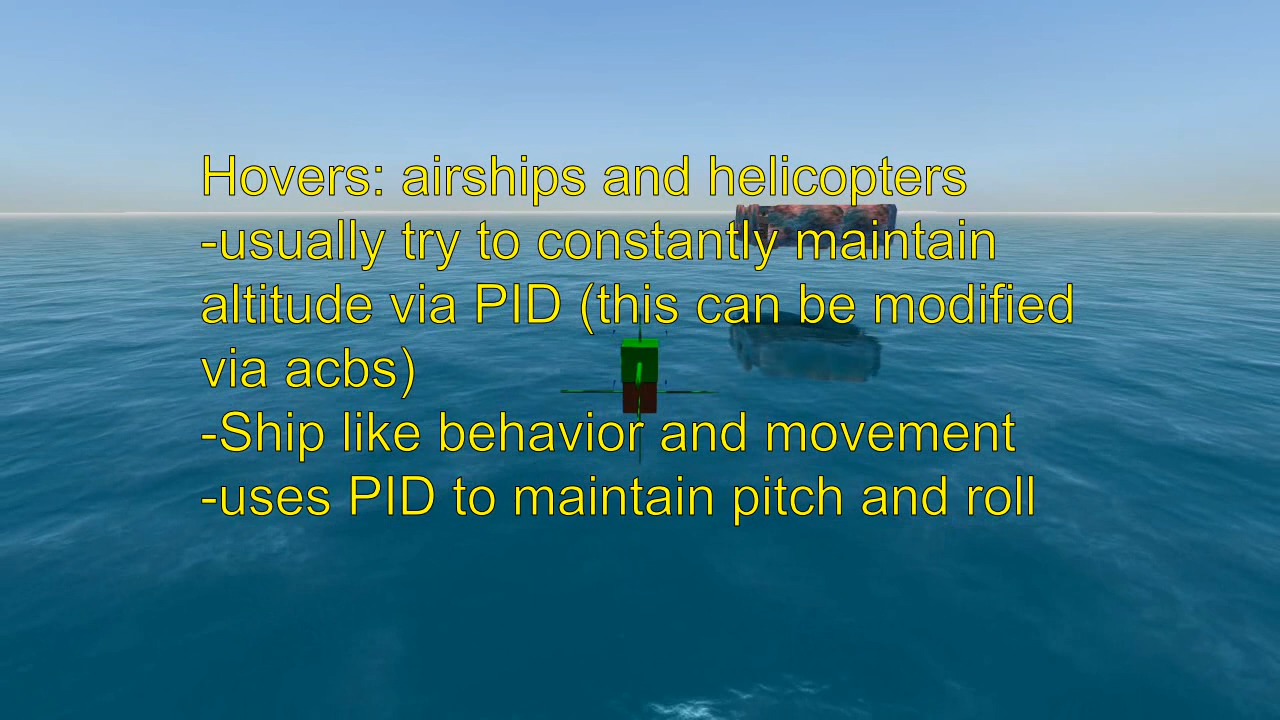 Hovers: airships and helicopters
-usually try to constantly maintain
altitude via PID (this can be modified
via acbs)
-Ship like behavior and movement
-uses PID to maintain pitch and roll